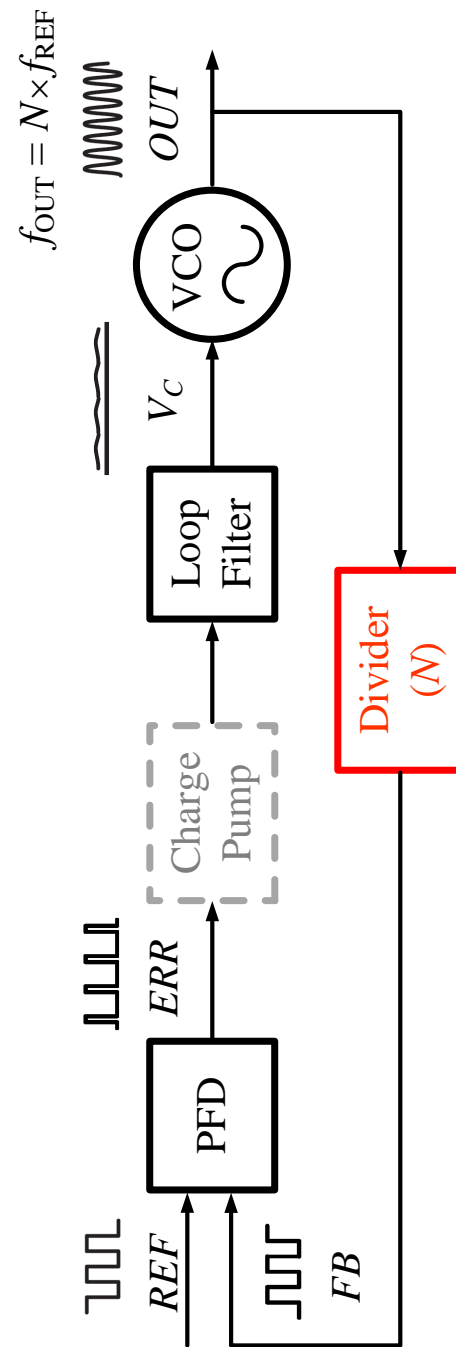 f_OUT = N × f_REF
REF
FB
PFD
ERR
Charge
Pump
Loop
Filter
V_C
VCO
OUT
Divider
(N)